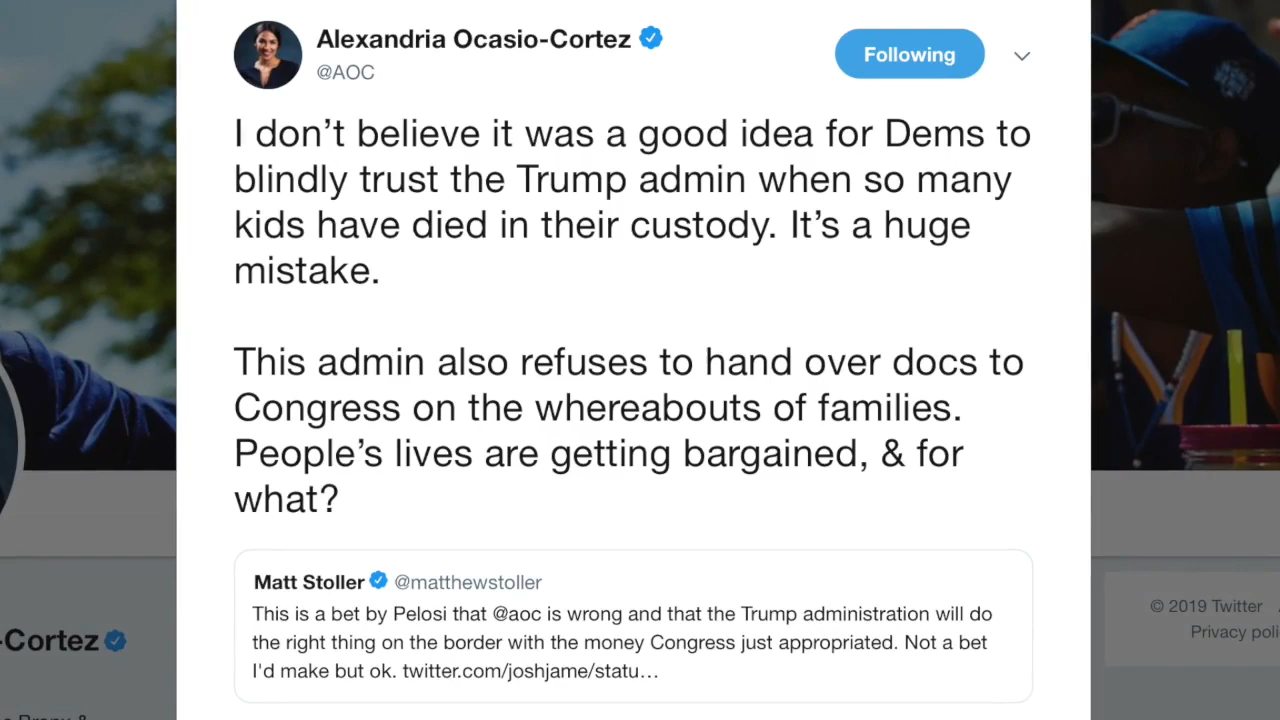 Alexandria Ocasio-Cortez
@AOC
Following
I don’t believe it was a good idea for Dems to
blindly trust the Trump admin when so many
kids have died in their custody. It’s a huge
mistake.
This admin also refuses to hand over docs to
Congress on the whereabouts of families.
People’s lives are getting bargained, & for
what?
Matt Stoller @matthewstoller
This is a bet by Pelosi that @aoc is wrong and that the Trump administration will do
the right thing on the border with the money Congress just appropriated. Not a bet
I'd make but ok. twitter.com/joshjame/statu…
-Cortez
© 2019 Twitter
Privacy poli